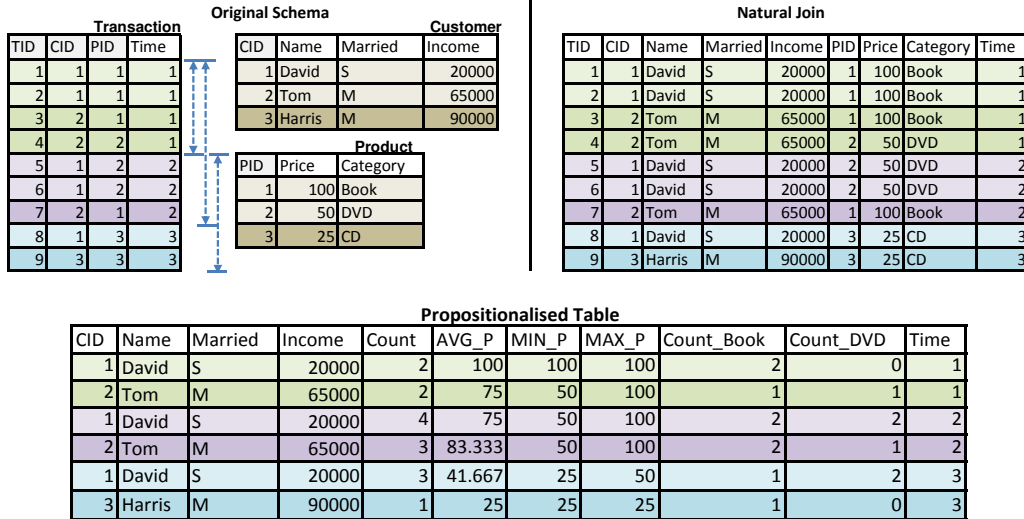 Original Schema
Transaction
TID CID PID Time
1 1 1 1
2 1 1 1
3 2 1 1
4 2 2 1
5 1 2 2
6 1 2 2
7 2 1 2
8 1 3 3
9 3 3 3
Customer
CID Name Married Income
1 David S 20000
2 Tom M 65000
3 Harris M 90000
Product
PID Price Category
1 100 Book
2 50 DVD
3 25 CD
Natural Join
TID CID Name Married Income PID Price Category Time
1 1 David S 20000 1 100 Book 1
2 1 David S 20000 1 100 Book 1
3 2 Tom M 65000 1 100 Book 1
4 2 Tom M 65000 2 50 DVD 1
5 1 David S 20000 2 50 DVD 2
6 1 David S 20000 2 50 DVD 2
7 2 Tom M 65000 1 100 Book 2
8 1 David S 20000 3 25 CD 3
9 3 Harris M 90000 3 25 CD 3
Propositionalised Table
CID Name Married Income Count AVG_P MIN_P MAX_P Count_Book Count_DVD Time
1 David S 20000 2 100 100 100 2 0 1
2 Tom M 65000 2 75 50 100 1 1 1
1 David S 20000 4 75 50 100 2 2 2
2 Tom M 65000 3 83.333 50 100 2 1 2
1 David S 20000 3 41.667 25 50 1 2 3
3 Harris M 90000 1 25 25 25 1 0 3